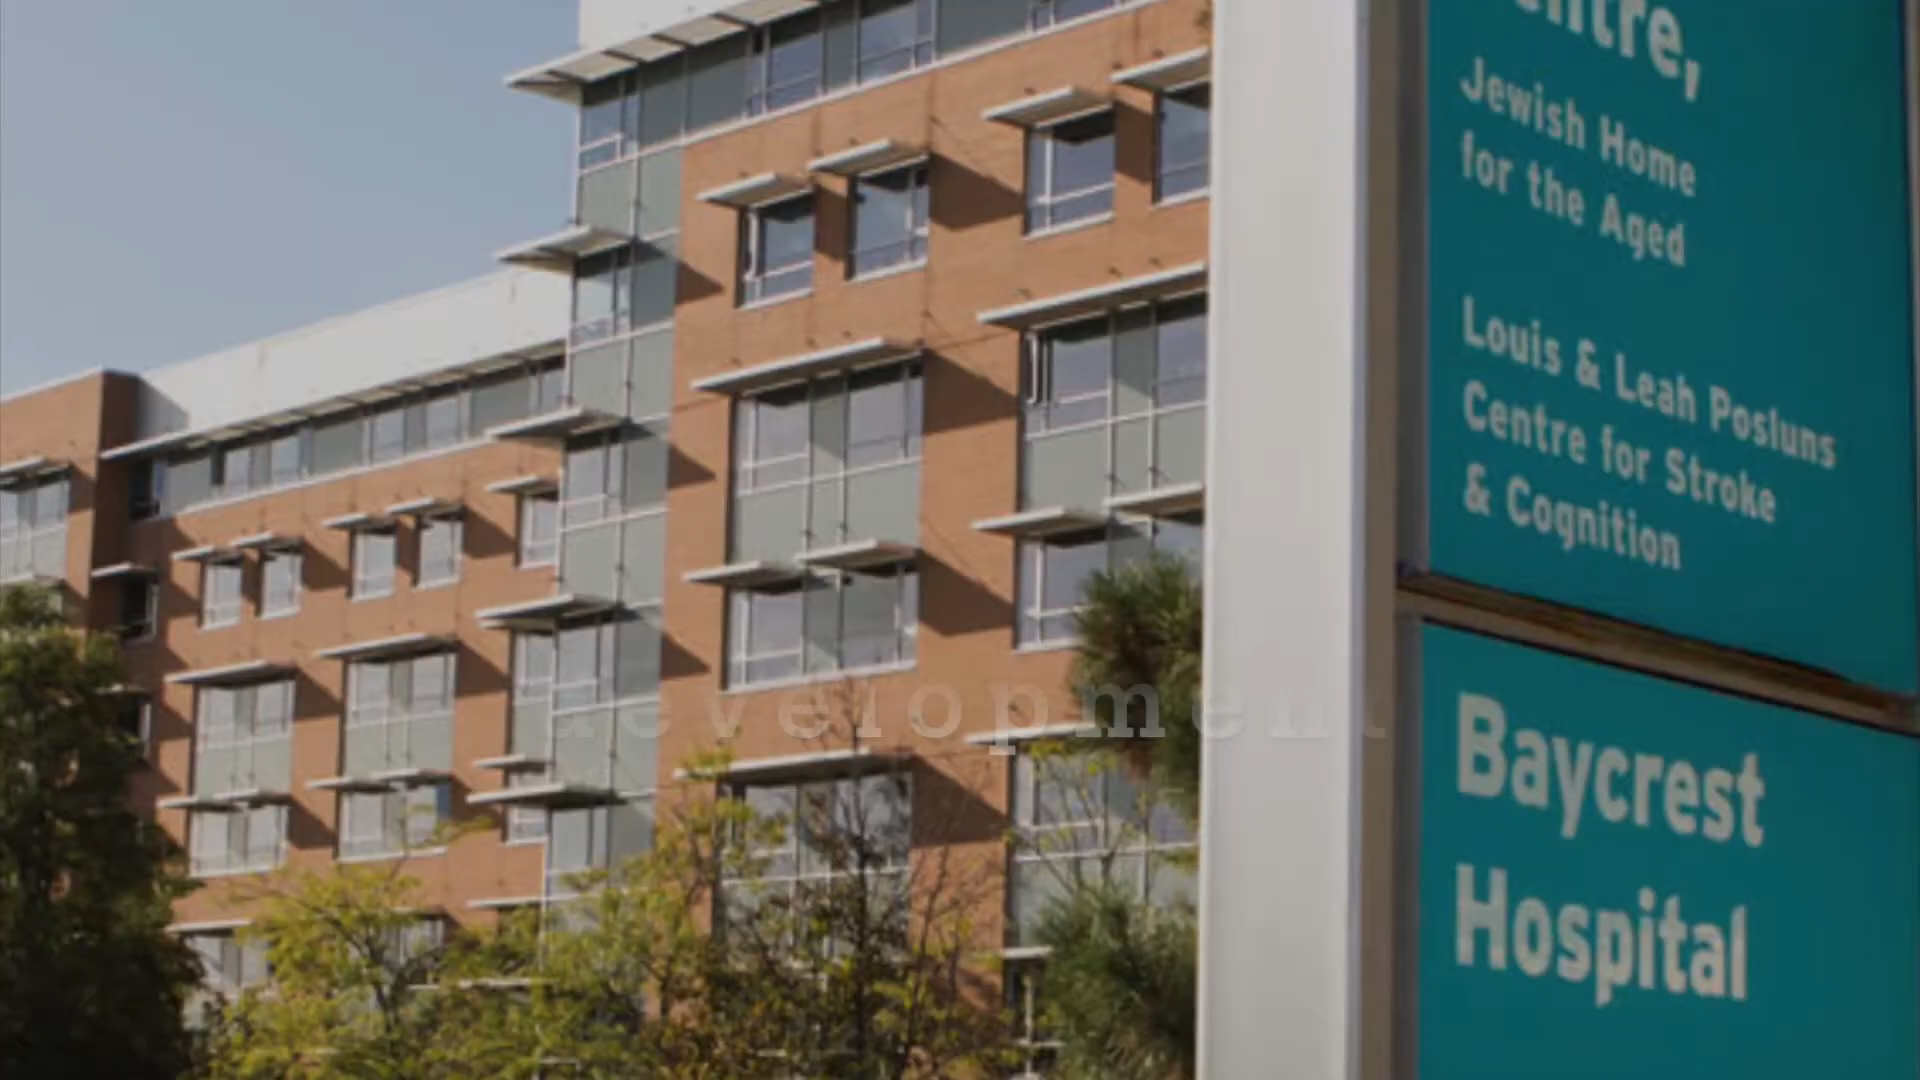 Jewish Home
for the Aged
Louis & Leah Posluns
Centre for Stroke
& Cognition
Baycrest
Hospital
development